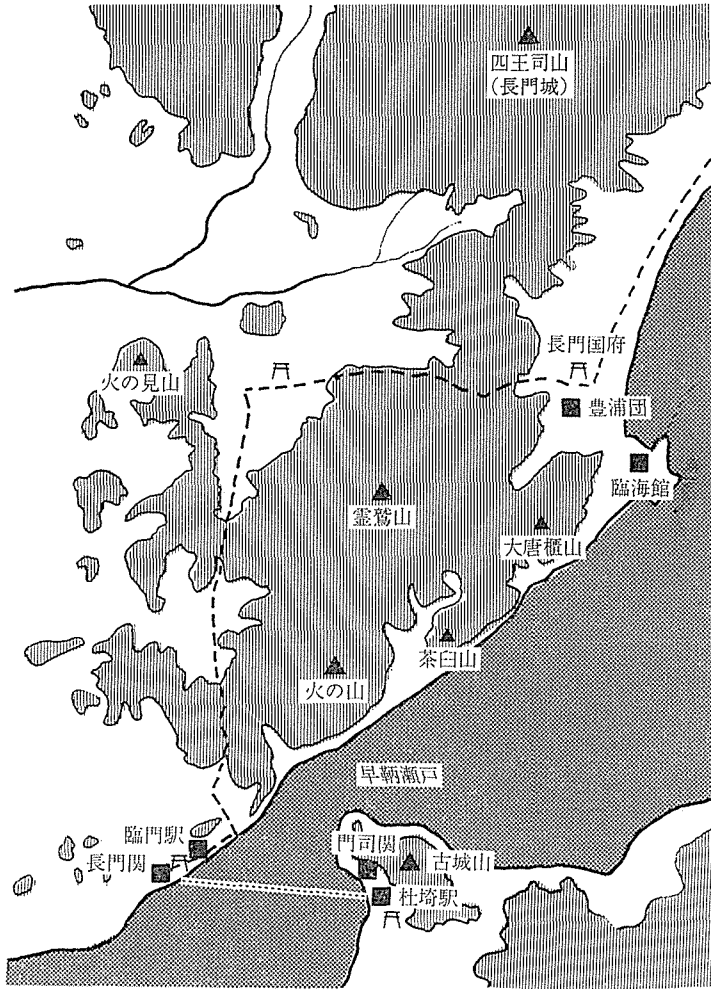 四王司山
(長門城)
長門国府
火の見山
豊浦団
臨海館
霊鷲山
大唐櫃山
茶臼山
火の山
早鞆瀬戸
臨門駅
門司関
長門関
古城山
杜埼駅